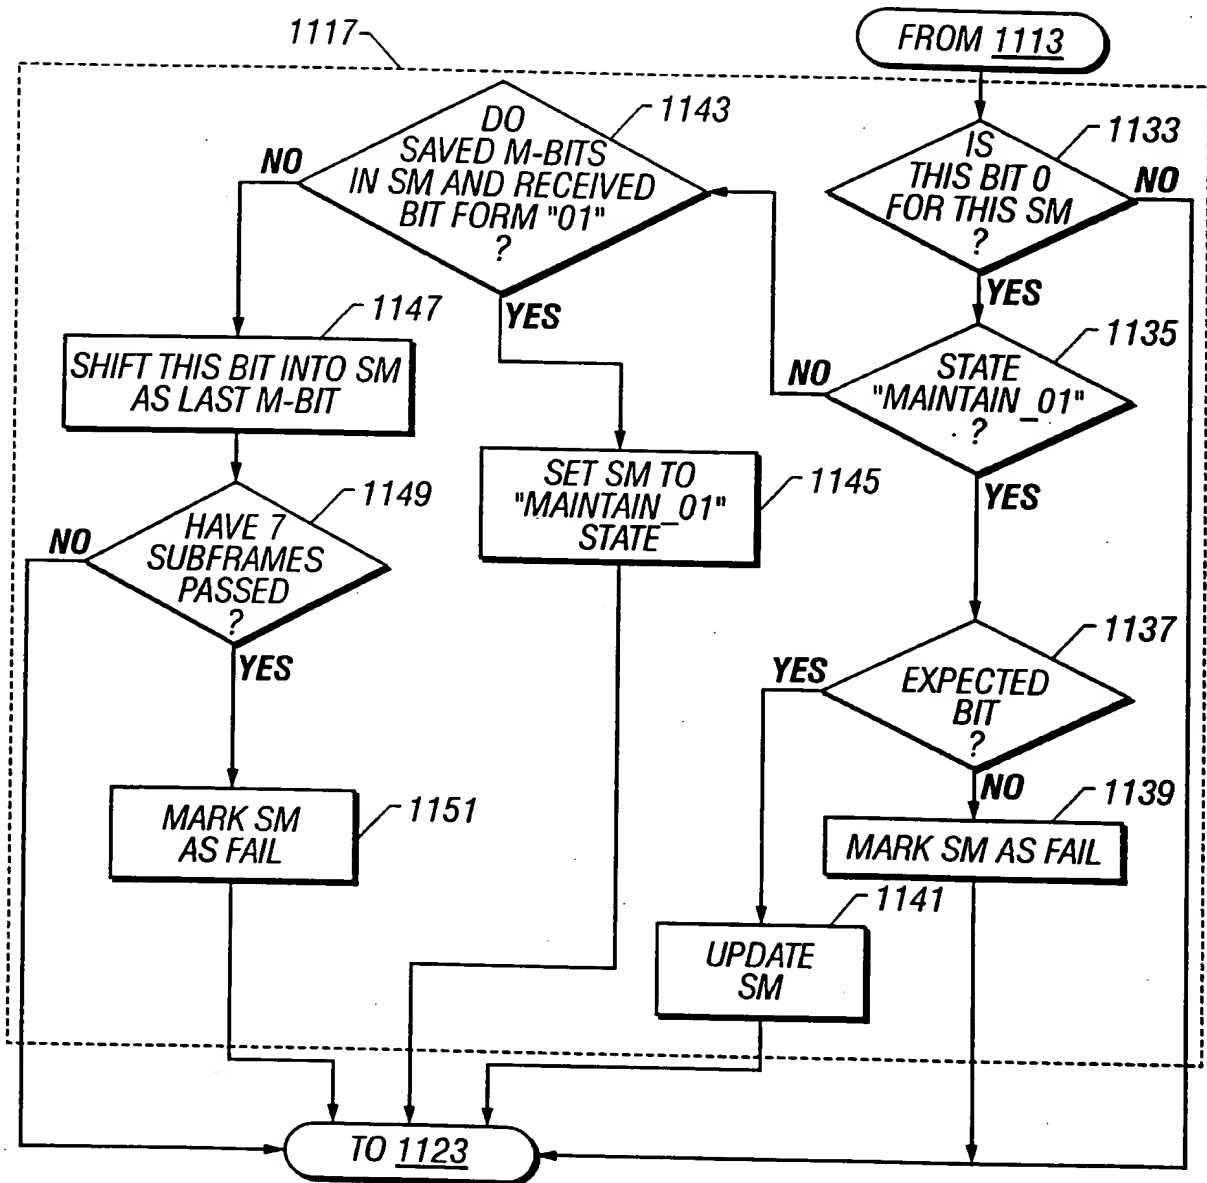 1117
FROM 1113
DO
SAVED M-BITS
IN SM AND RECEIVED
BIT FORM "01"
?
1143
NO
YES
IS
THIS BIT 0
FOR THIS SM
?
1133
NO
YES
1147
SHIFT THIS BIT INTO SM
AS LAST M-BIT
STATE
"MAINTAIN_01"
?
1135
NO
YES
SET SM TO
"MAINTAIN_01"
STATE
1145
HAVE 7
SUBFRAMES
PASSED
?
1149
NO
YES
EXPECTED
BIT
?
1137
YES
NO
MARK SM
AS FAIL
1151
MARK SM AS FAIL
1139
UPDATE
SM
1141
TO 1123